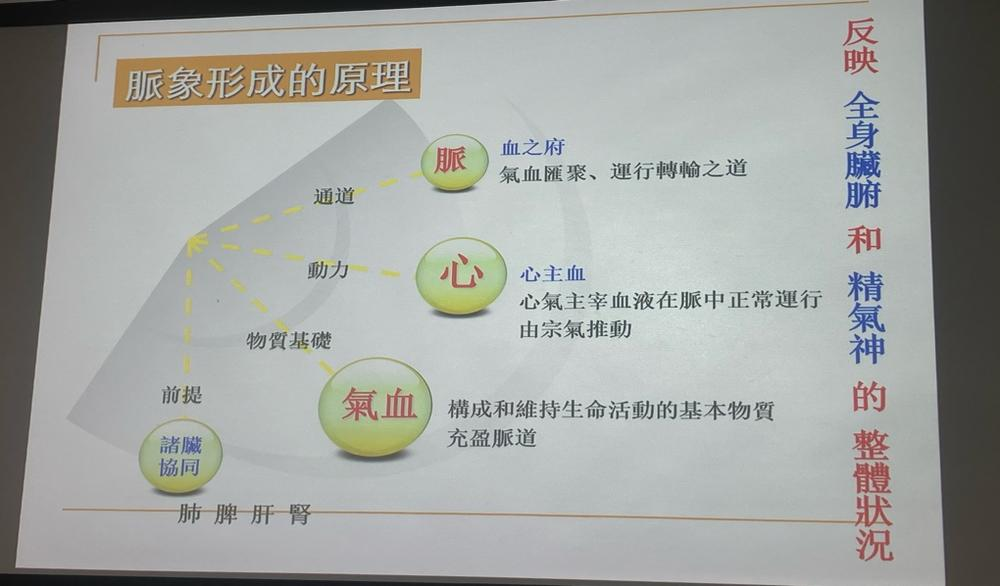 脈象形成的原理
脈
血之府
氣血匯聚、運行轉輸之道
通道
心
心主血
心氣主宰血液在脈中正常運行
由宗氣推動
動力
物質基礎
氣血
構成和維持生命活動的基本物質
充盈脈道
前提
諸臟
協同
肺 脾 肝 腎
反映 全身臟腑 和 精氣神 的 整體狀況